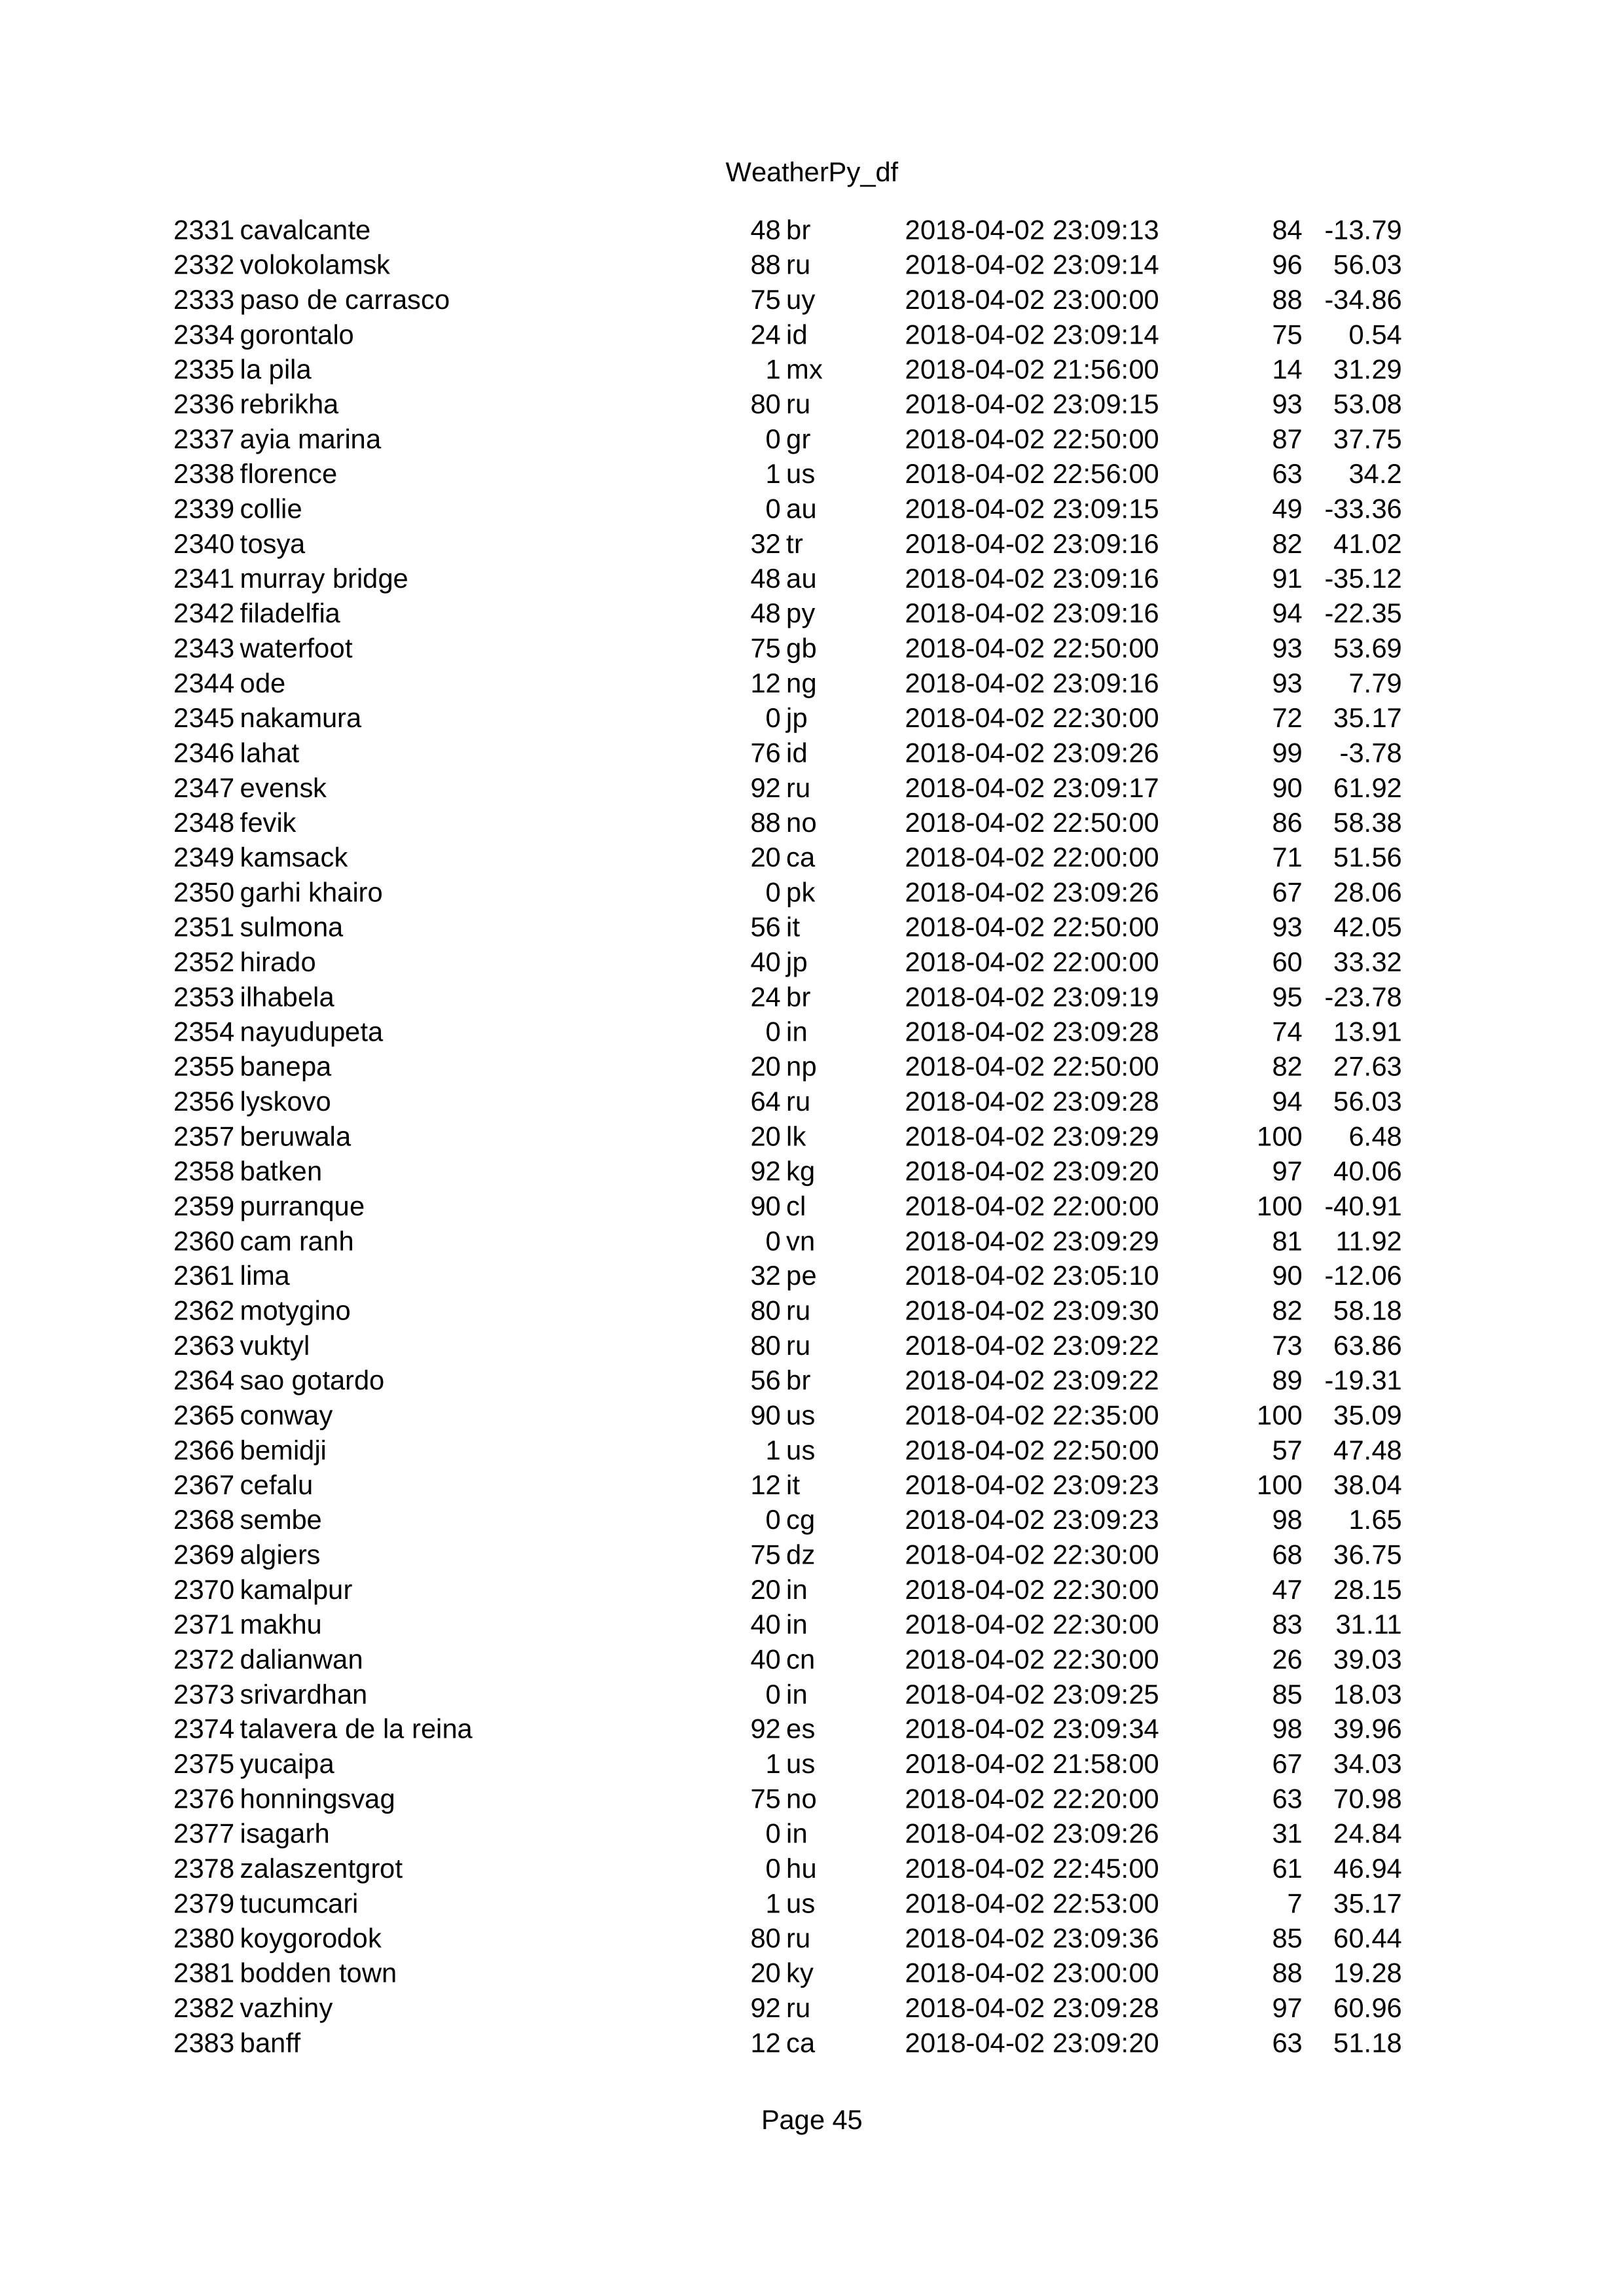 WeatherPy_df
2331 cavalcante 48 br 2018-04-02 23:09:13 84 -13.79
2332 volokolamsk 88 ru 2018-04-02 23:09:14 96 56.03
2333 paso de carrasco 75 uy 2018-04-02 23:00:00 88 -34.86
2334 gorontalo 24 id 2018-04-02 23:09:14 75 0.54
2335 la pila 1 mx 2018-04-02 21:56:00 14 31.29
2336 rebrikha 80 ru 2018-04-02 23:09:15 93 53.08
2337 ayia marina 0 gr 2018-04-02 22:50:00 87 37.75
2338 florence 1 us 2018-04-02 22:56:00 63 34.2
2339 collie 0 au 2018-04-02 23:09:15 49 -33.36
2340 tosya 32 tr 2018-04-02 23:09:16 82 41.02
2341 murray bridge 48 au 2018-04-02 23:09:16 91 -35.12
2342 filadelfia 48 py 2018-04-02 23:09:16 94 -22.35
2343 waterfoot 75 gb 2018-04-02 22:50:00 93 53.69
2344 ode 12 ng 2018-04-02 23:09:16 93 7.79
2345 nakamura 0 jp 2018-04-02 22:30:00 72 35.17
2346 lahat 76 id 2018-04-02 23:09:26 99 -3.78
2347 evensk 92 ru 2018-04-02 23:09:17 90 61.92
2348 fevik 88 no 2018-04-02 22:50:00 86 58.38
2349 kamsack 20 ca 2018-04-02 22:00:00 71 51.56
2350 garhi khairo 0 pk 2018-04-02 23:09:26 67 28.06
2351 sulmona 56 it 2018-04-02 22:50:00 93 42.05
2352 hirado 40 jp 2018-04-02 22:00:00 60 33.32
2353 ilhabela 24 br 2018-04-02 23:09:19 95 -23.78
2354 nayudupeta 0 in 2018-04-02 23:09:28 74 13.91
2355 banepa 20 np 2018-04-02 22:50:00 82 27.63
2356 lyskovo 64 ru 2018-04-02 23:09:28 94 56.03
2357 beruwala 20 lk 2018-04-02 23:09:29 100 6.48
2358 batken 92 kg 2018-04-02 23:09:20 97 40.06
2359 purranque 90 cl 2018-04-02 22:00:00 100 -40.91
2360 cam ranh 0 vn 2018-04-02 23:09:29 81 11.92
2361 lima 32 pe 2018-04-02 23:05:10 90 -12.06
2362 motygino 80 ru 2018-04-02 23:09:30 82 58.18
2363 vuktyl 80 ru 2018-04-02 23:09:22 73 63.86
2364 sao gotardo 56 br 2018-04-02 23:09:22 89 -19.31
2365 conway 90 us 2018-04-02 22:35:00 100 35.09
2366 bemidji 1 us 2018-04-02 22:50:00 57 47.48
2367 cefalu 12 it 2018-04-02 23:09:23 100 38.04
2368 sembe 0 cg 2018-04-02 23:09:23 98 1.65
2369 algiers 75 dz 2018-04-02 22:30:00 68 36.75
2370 kamalpur 20 in 2018-04-02 22:30:00 47 28.15
2371 makhu 40 in 2018-04-02 22:30:00 83 31.11
2372 dalianwan 40 cn 2018-04-02 22:30:00 26 39.03
2373 srivardhan 0 in 2018-04-02 23:09:25 85 18.03
2374 talavera de la reina 92 es 2018-04-02 23:09:34 98 39.96
2375 yucaipa 1 us 2018-04-02 21:58:00 67 34.03
2376 honningsvag 75 no 2018-04-02 22:20:00 63 70.98
2377 isagarh 0 in 2018-04-02 23:09:26 31 24.84
2378 zalaszentgrot 0 hu 2018-04-02 22:45:00 61 46.94
2379 tucumcari 1 us 2018-04-02 22:53:00 7 35.17
2380 koygorodok 80 ru 2018-04-02 23:09:36 85 60.44
2381 bodden town 20 ky 2018-04-02 23:00:00 88 19.28
2382 vazhiny 92 ru 2018-04-02 23:09:28 97 60.96
2383 banff 12 ca 2018-04-02 23:09:20 63 51.18
Page 45